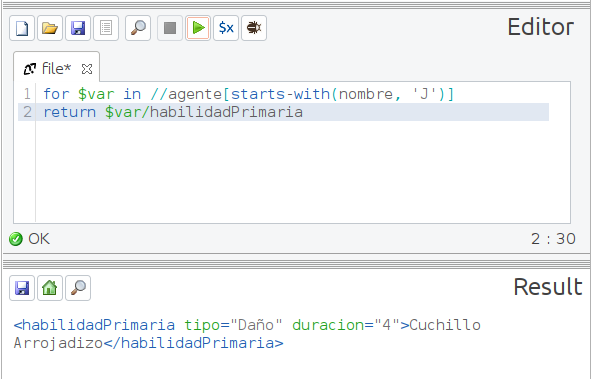 Editor
$x
file*
1 for $var in //agente[starts-with(nombre, 'J')]
2 return $var/habilidadPrimaria
OK 2 : 30
Result
<habilidadPrimaria tipo="Daño" duracion="4">Cuchillo
Arrojadizo</habilidadPrimaria>